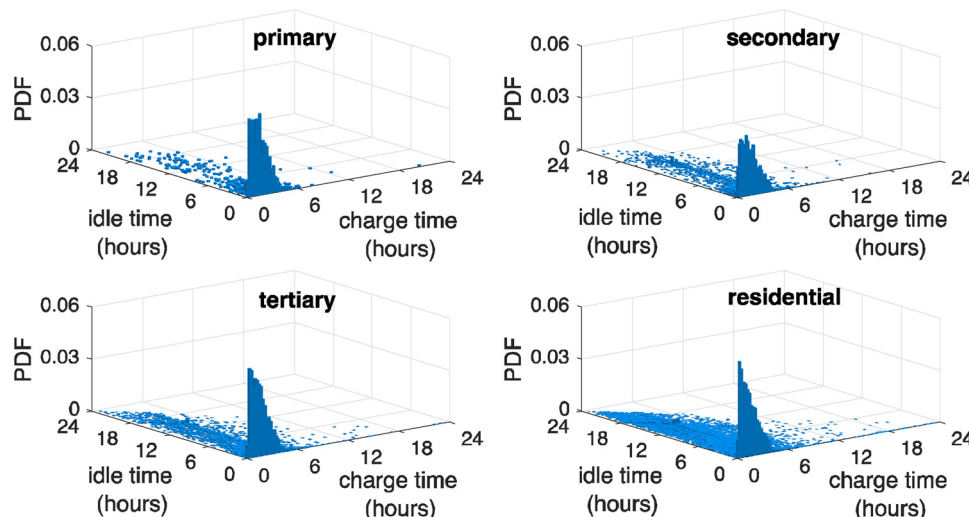 primary
0.06
0.03
0
PDF
24
18
12
6
0
idle time
(hours)
0
6
12
18
24
charge time
(hours)
secondary
0.06
0.03
0
PDF
24
18
12
6
0
idle time
(hours)
0
6
12
18
24
charge time
(hours)
tertiary
0.06
0.03
0
PDF
24
18
12
6
0
idle time
(hours)
0
6
12
18
24
charge time
(hours)
residential
0.06
0.03
0
PDF
24
18
12
6
0
idle time
(hours)
0
6
12
18
24
charge time
(hours)